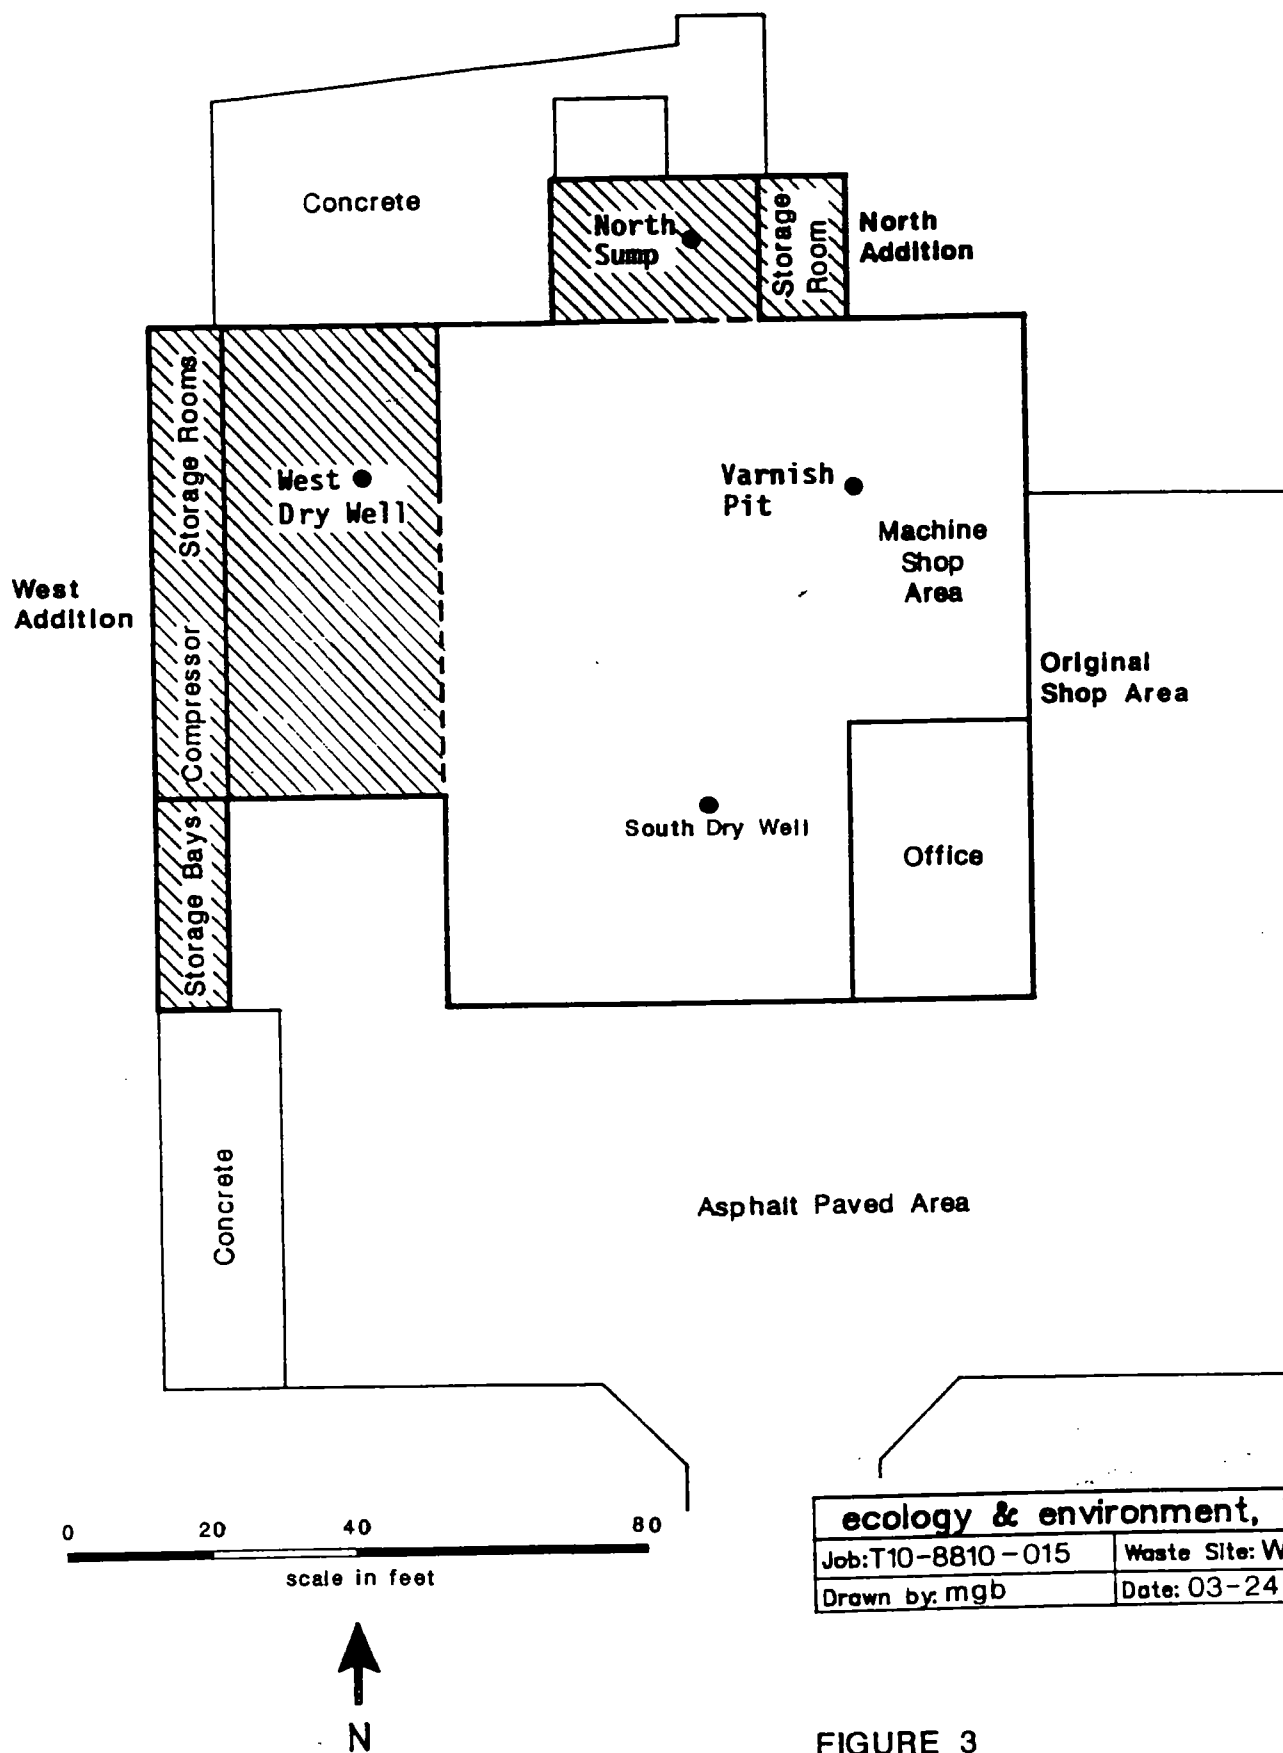 Concrete
North
Sump
Storage
Room
North
Addition
Storage Rooms
West
Dry Well
Varnish
Pit
Machine
Shop
Area
West
Addition
Compressor
Original
Shop Area
South Dry Well
Office
Storage Bays
Concrete
Asphalt Paved Area
0 20 40 80
scale in feet
ecology & environment,
Job:T10-8810-015 Waste Site: W
Drawn by: mgb Date: 03-24
N
FIGURE 3